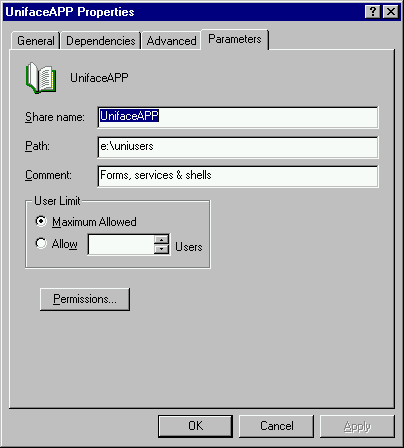 UnifaceAPP Properties
General Dependencies Advanced Parameters
UnifaceAPP
Share name: UnifaceAPP
Path: e:\uniusers
Comment: Forms, services & shells
User Limit
Maximum Allowed
Allow Users
Permissions...
OK Cancel Apply